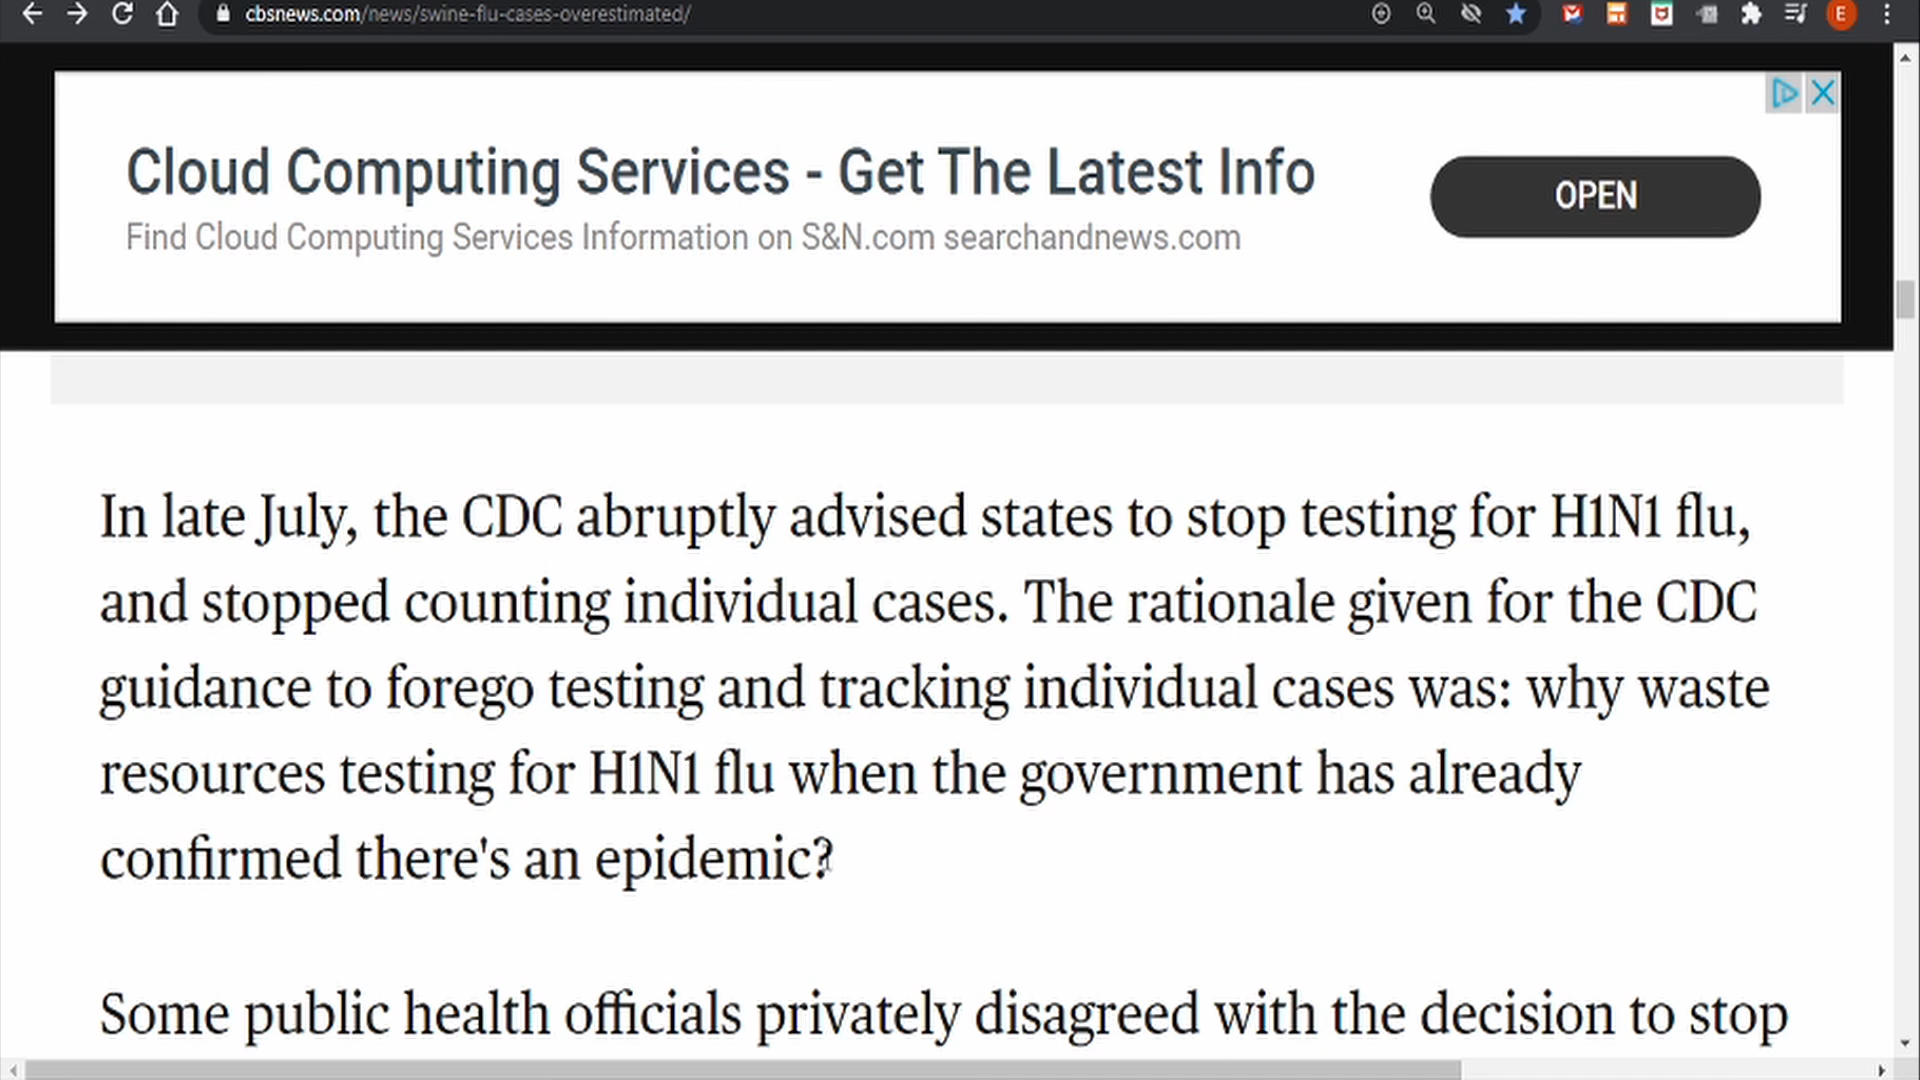 cbsnews.com/news/swine-flu-cases-overestimated/
E
Cloud Computing Services - Get The Latest Info
OPEN
Find Cloud Computing Services Information on S&N.com searchandnews.com
In late July, the CDC abruptly advised states to stop testing for H1N1 flu,
and stopped counting individual cases. The rationale given for the CDC
guidance to forego testing and tracking individual cases was: why waste
resources testing for H1N1 flu when the government has already
confirmed there's an epidemic?
Some public health officials privately disagreed with the decision to stop